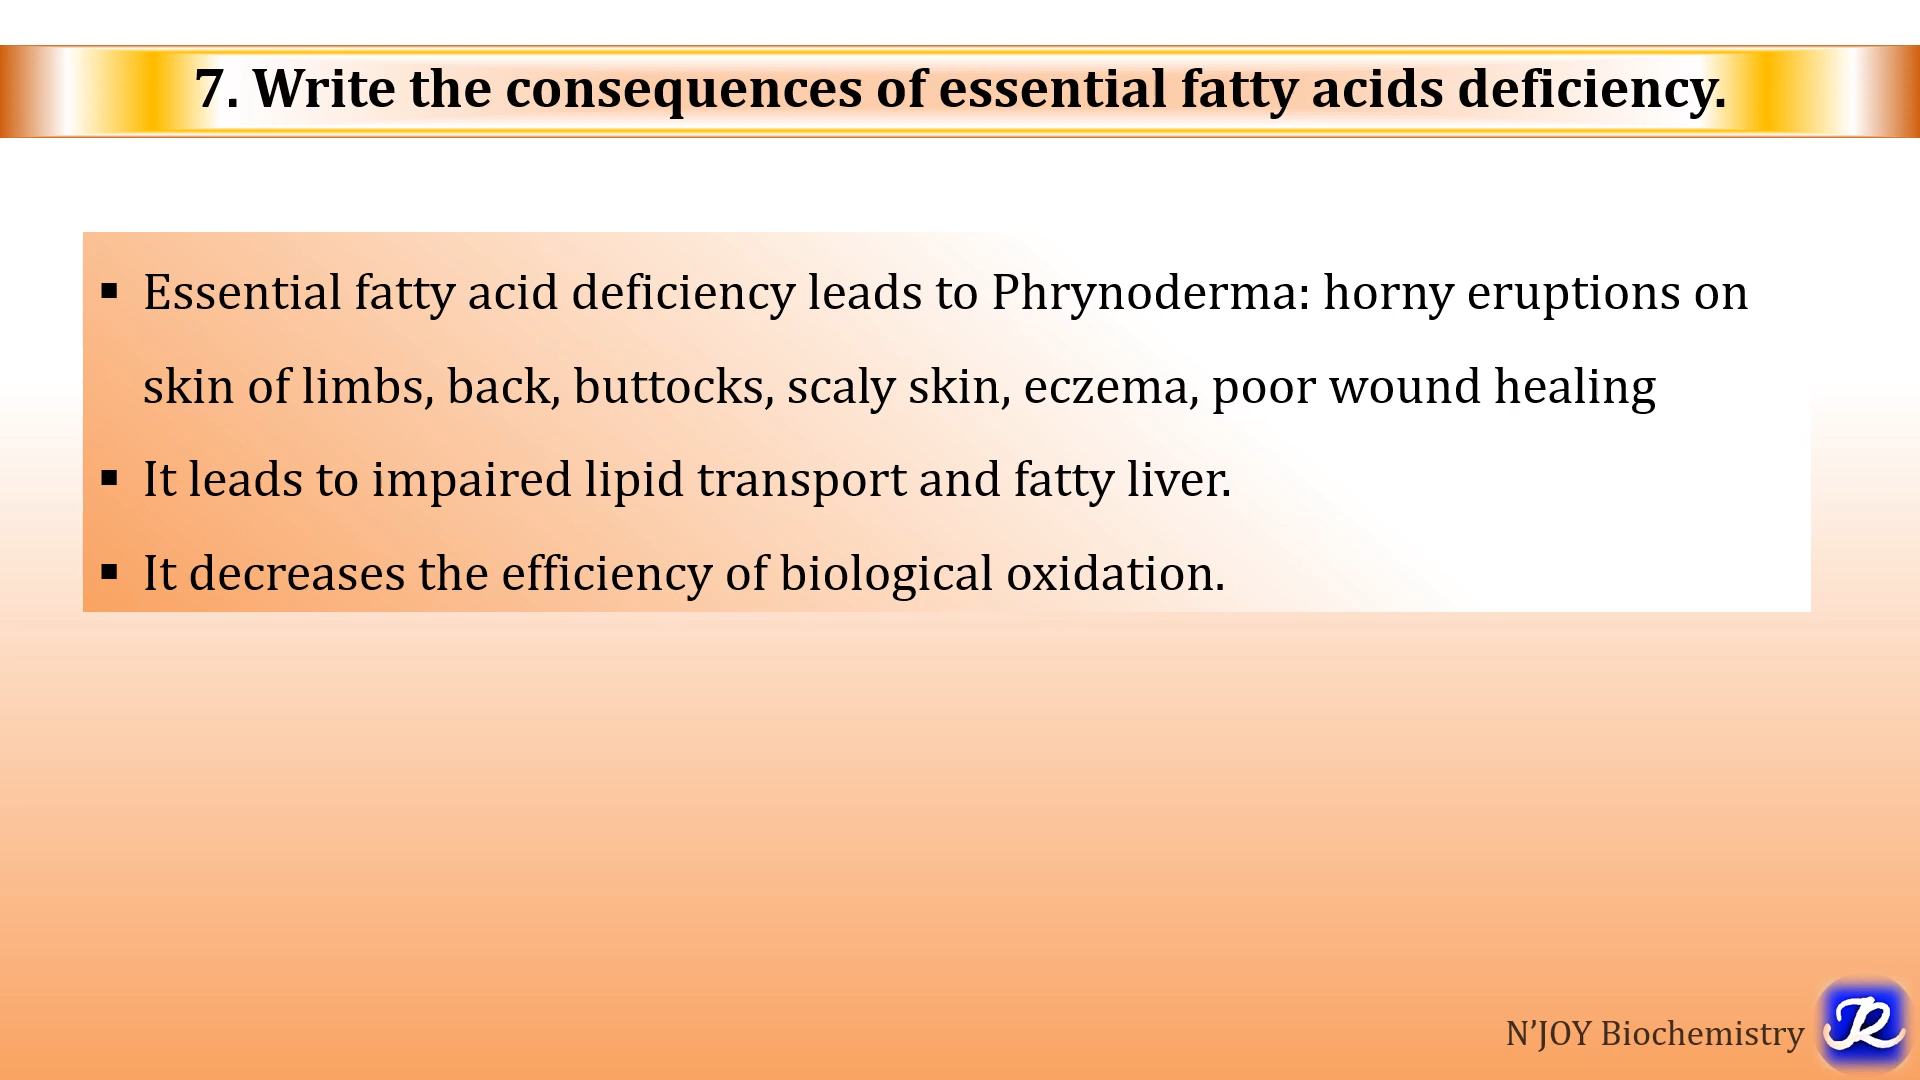 7. Write the consequences of essential fatty acids deficiency.
▪ Essential fatty acid deficiency leads to Phrynoderma: horny eruptions on
skin of limbs, back, buttocks, scaly skin, eczema, poor wound healing
▪ It leads to impaired lipid transport and fatty liver.
▪ It decreases the efficiency of biological oxidation.
N’JOY Biochemistry
JR